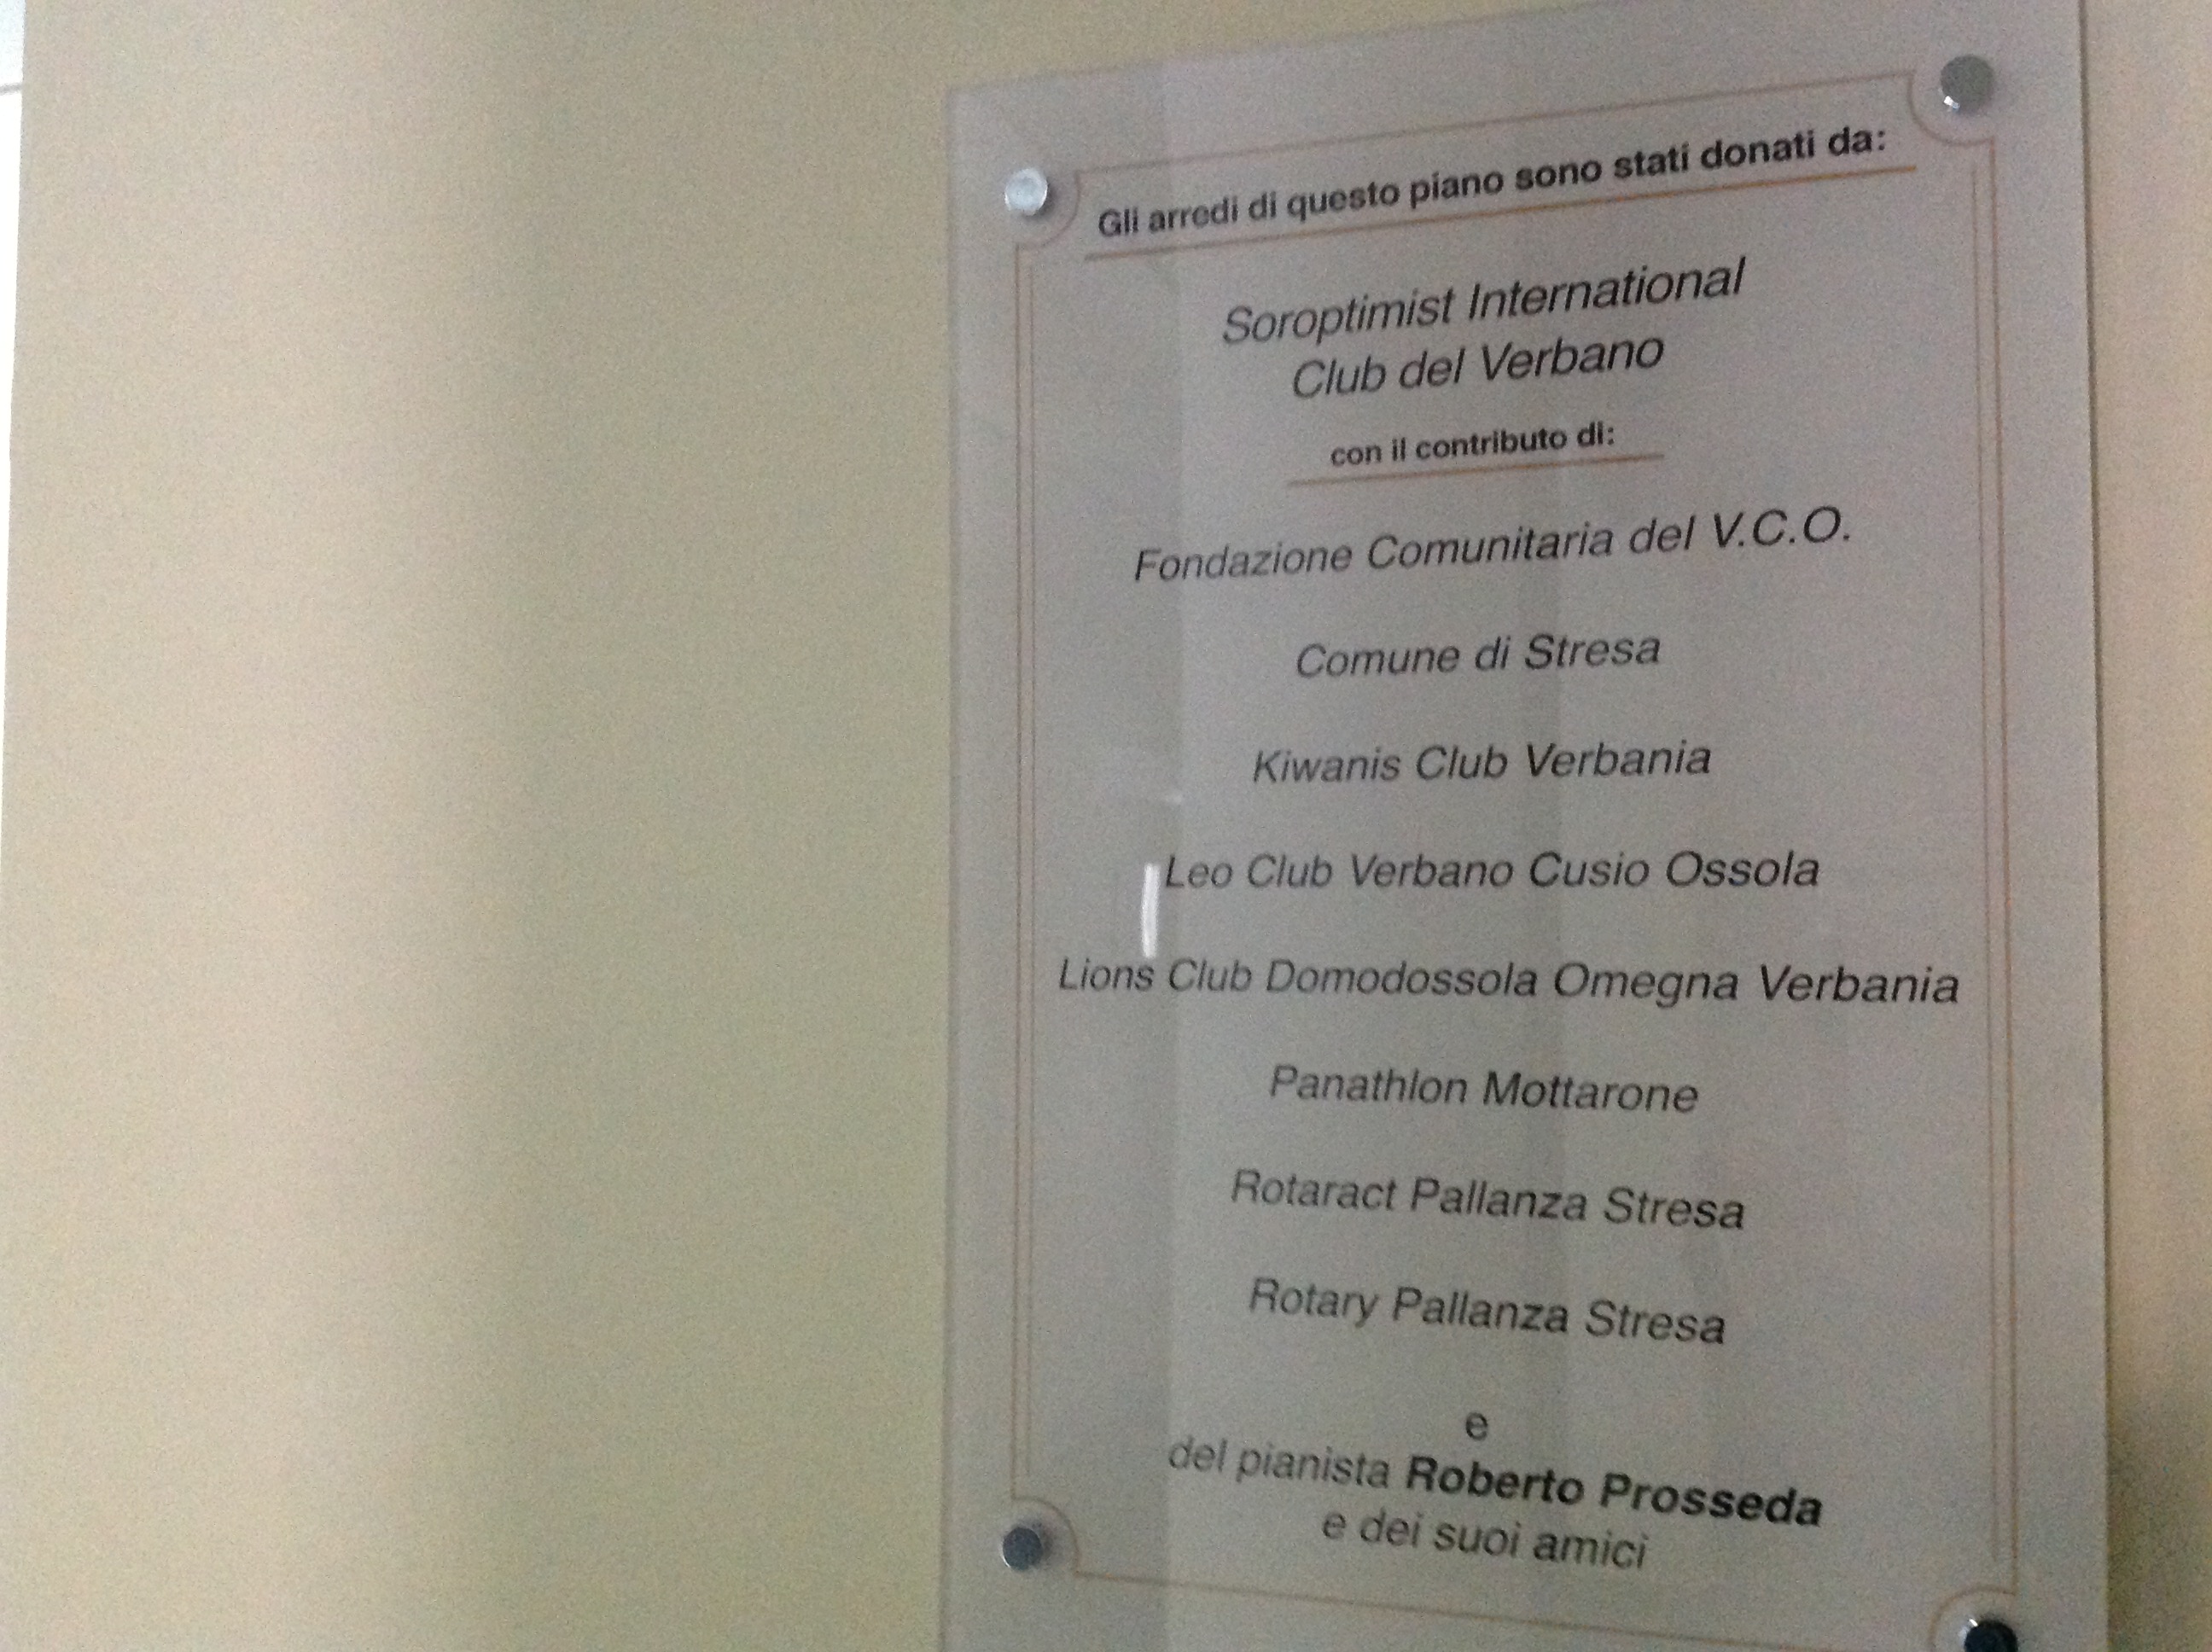 Gli arredi di questo piano sono stati donati da:
Soroptimist International
Club del Verbano
con il contributo di:
Fondazione Comunitaria del V.C.O.
Comune di Stresa
Kiwanis Club Verbania
Leo Club Verbano Cusio Ossola
Lions Club Domodossola Omegna Verbania
Panathlon Mottarone
Rotaract Pallanza Stresa
Rotary Pallanza Stresa
e
del pianista Roberto Prosseda
e dei suoi amici